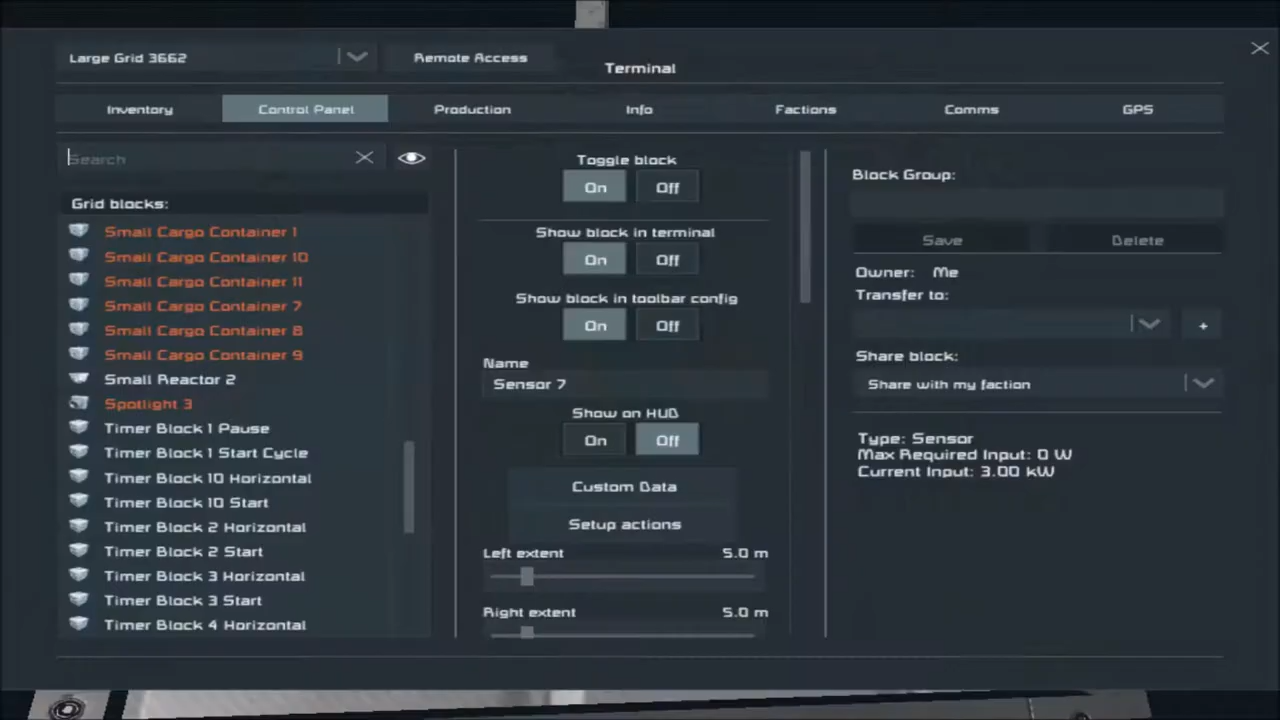 Large Grid 3662
Remote Access
Terminal
Inventory
Control Panel
Production
Info
Factions
Comms
GPS
Search
Grid blocks:
Small Cargo Container 1
Small Cargo Container 10
Small Cargo Container 11
Small Cargo Container 7
Small Cargo Container 8
Small Cargo Container 9
Small Reactor 2
Spotlight 3
Timer Block 1 Pause
Timer Block 1 Start Cycle
Timer Block 10 Horizontal
Timer Block 10 Start
Timer Block 2 Horizontal
Timer Block 2 Start
Timer Block 3 Horizontal
Timer Block 3 Start
Timer Block 4 Horizontal
Toggle block
On Off
Show block in terminal
On Off
Show block in toolbar config
On Off
Name
Sensor 7
Show on HUD
On Off
Custom Data
Setup actions
Left extent 5.0 m
Right extent 5.0 m
Block Group:
Save Delete
Owner: Me
Transfer to:
+
Share block:
Share with my faction
Type: Sensor
Max Required Input: 0 W
Current Input: 3.00 kW